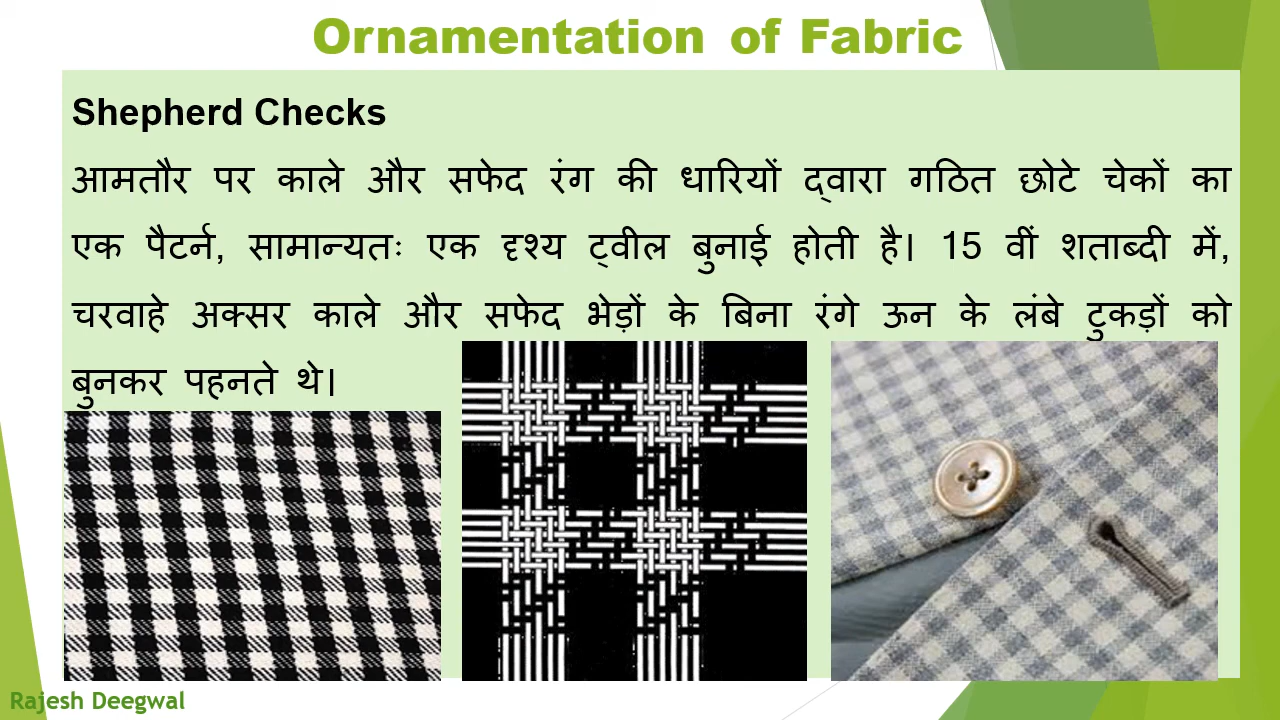 Ornamentation of Fabric
Shepherd Checks
आमतौर पर काले और सफेद रंग की धारियों द्वारा गठित छोटे चेकों का
एक पैटर्न, सामान्यतः एक दृश्य ट्वील बुनाई होती है। 15 वीं शताब्दी में,
चरवाहे अक्सर काले और सफेद भेड़ों के बिना रंगे ऊन के लंबे टुकड़ों को
बुनकर पहनते थे।
Rajesh Deegwal